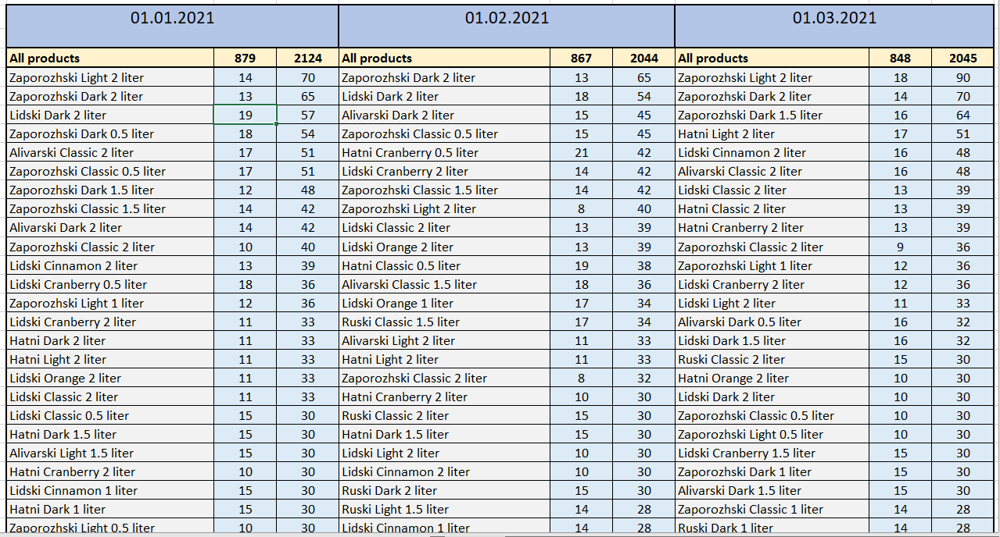 01.01.2021 01.02.2021 01.03.2021
All products 879 2124 All products 867 2044 All products 848 2045
Zaporozhski Light 2 liter 14 70 Zaporozhski Dark 2 liter 13 65 Zaporozhski Light 2 liter 18 90
Zaporozhski Dark 2 liter 13 65 Lidski Dark 2 liter 18 54 Zaporozhski Dark 2 liter 14 70
Lidski Dark 2 liter 19 57 Alivarski Dark 2 liter 15 45 Zaporozhski Dark 1.5 liter 16 64
Zaporozhski Dark 0.5 liter 18 54 Zaporozhski Classic 0.5 liter 15 45 Hatni Light 2 liter 17 51
Alivarski Classic 2 liter 17 51 Hatni Cranberry 0.5 liter 21 42 Lidski Cinnamon 2 liter 16 48
Zaporozhski Classic 0.5 liter 17 51 Lidski Cranberry 2 liter 14 42 Alivarski Classic 2 liter 16 48
Zaporozhski Dark 1.5 liter 12 48 Zaporozhski Classic 1.5 liter 14 42 Lidski Classic 2 liter 13 39
Zaporozhski Classic 1.5 liter 14 42 Zaporozhski Light 2 liter 8 40 Hatni Classic 2 liter 13 39
Alivarski Dark 2 liter 14 42 Lidski Classic 2 liter 13 39 Hatni Cranberry 2 liter 13 39
Zaporozhski Classic 2 liter 10 40 Lidski Orange 2 liter 13 39 Zaporozhski Classic 2 liter 9 36
Lidski Cinnamon 2 liter 13 39 Hatni Classic 0.5 liter 19 38 Zaporozhski Light 1 liter 12 36
Lidski Cranberry 0.5 liter 18 36 Alivarski Classic 1.5 liter 18 36 Lidski Cranberry 2 liter 12 36
Zaporozhski Light 1 liter 12 36 Lidski Orange 1 liter 17 34 Lidski Light 2 liter 11 33
Lidski Cranberry 2 liter 11 33 Ruski Classic 1.5 liter 17 34 Alivarski Dark 0.5 liter 16 32
Hatni Dark 2 liter 11 33 Alivarski Light 2 liter 11 33 Lidski Dark 1.5 liter 16 32
Hatni Light 2 liter 11 33 Hatni Light 2 liter 11 33 Ruski Classic 2 liter 15 30
Lidski Orange 2 liter 11 33 Zaporozhski Classic 2 liter 8 32 Hatni Orange 2 liter 10 30
Lidski Classic 2 liter 11 33 Hatni Cranberry 2 liter 10 30 Lidski Dark 2 liter 10 30
Lidski Classic 0.5 liter 15 30 Ruski Classic 2 liter 15 30 Zaporozhski Classic 0.5 liter 10 30
Hatni Dark 1.5 liter 15 30 Hatni Dark 1.5 liter 15 30 Zaporozhski Light 0.5 liter 10 30
Alivarski Light 1.5 liter 15 30 Lidski Light 2 liter 10 30 Lidski Cranberry 1.5 liter 15 30
Hatni Cranberry 2 liter 10 30 Lidski Cinnamon 2 liter 10 30 Zaporozhski Dark 1 liter 15 30
Lidski Cinnamon 1 liter 15 30 Ruski Dark 2 liter 15 30 Alivarski Dark 1.5 liter 15 30
Hatni Dark 1 liter 15 30 Ruski Light 1.5 liter 14 28 Zaporozhski Classic 1 liter 14 28
Zaporozhski Light 0.5 liter 10 30 Lidski Cinnamon 1 liter 14 28 Ruski Dark 1 liter 14 28